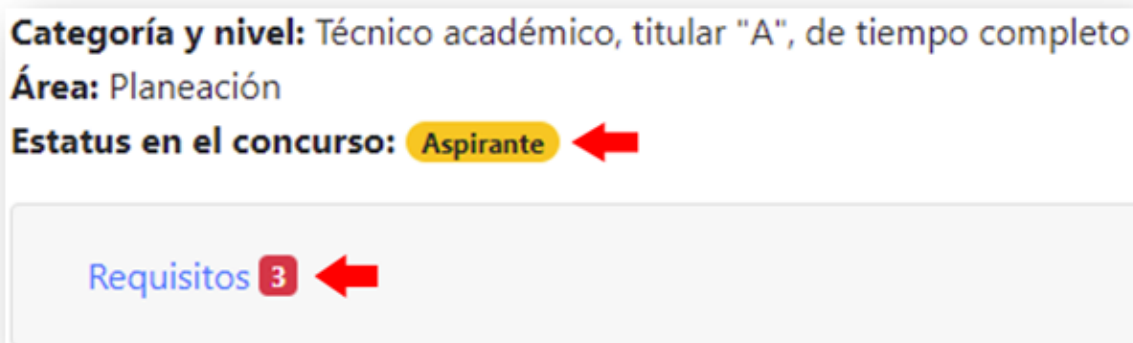 Categoría y nivel: Técnico académico, titular "A", de tiempo completo
Área: Planeación
Estatus en el concurso: Aspirante
Requisitos 3